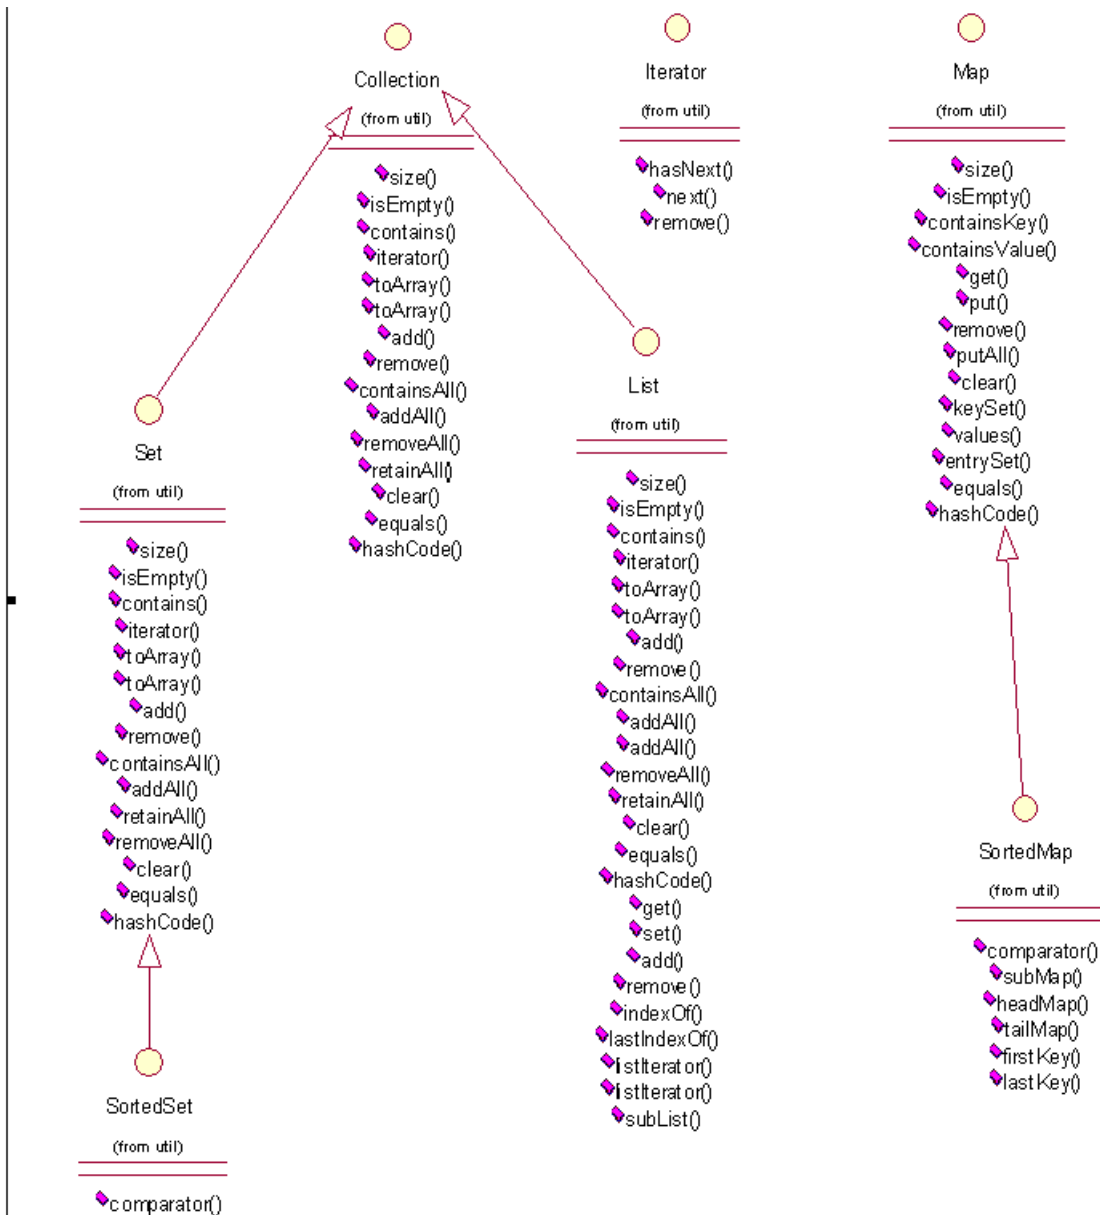 Collection
(from util)
size()
isEmpty()
contains()
iterator()
toArray()
toArray()
add()
remove()
containsAll()
addAll()
removeAll()
retainAll()
clear()
equals()
hashCode()
Iterator
(from util)
hasNext()
next()
remove()
Map
(from util)
size()
isEmpty()
containsKey()
containsValue()
get()
put()
remove()
putAll()
clear()
keySet()
values()
entrySet()
equals()
hashCode()
Set
(from util)
size()
isEmpty()
contains()
iterator()
toArray()
toArray()
add()
remove()
containsAll()
addAll()
retainAll()
removeAll()
clear()
equals()
hashCode()
List
(from util)
size()
isEmpty()
contains()
iterator()
toArray()
toArray()
add()
remove()
containsAll()
addAll()
addAll()
removeAll()
retainAll()
clear()
equals()
hashCode()
get()
set()
add()
remove()
indexOf()
lastIndexOf()
listIterator()
listIterator()
subList()
SortedMap
(from util)
comparator()
subMap()
headMap()
tailMap()
firstKey()
lastKey()
SortedSet
(from util)
comparator()